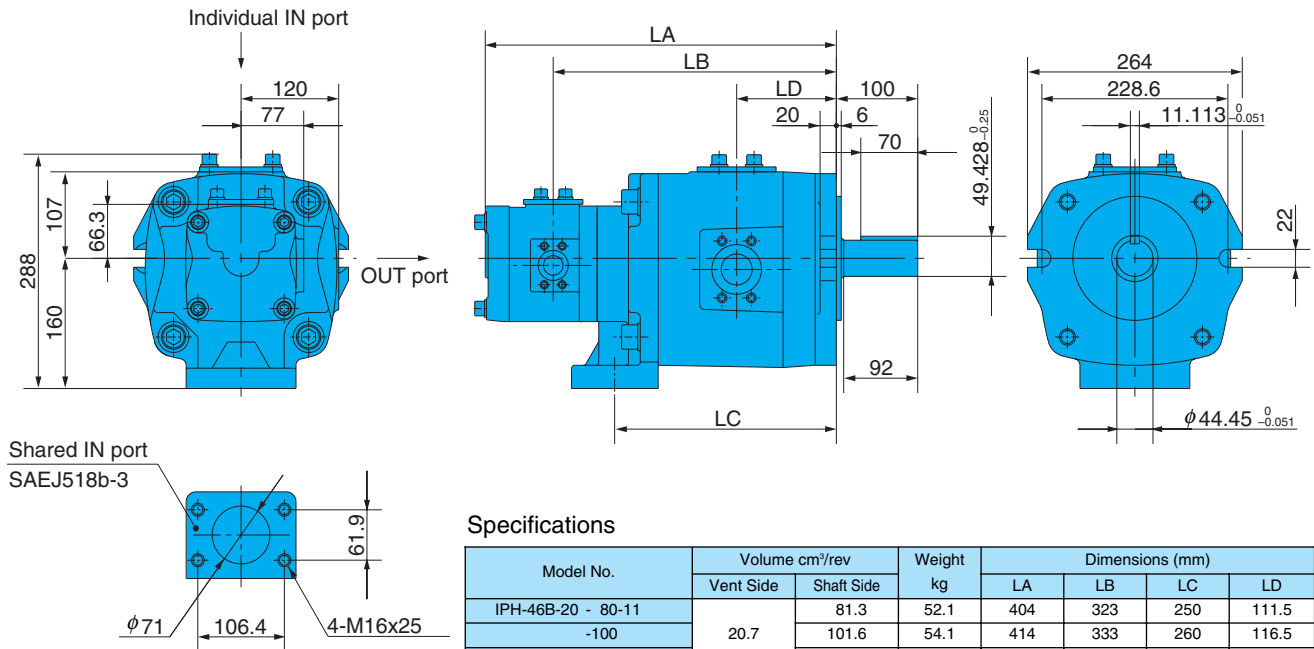 Individual IN port
120
77
288
107
66.3
160
OUT port
LA
LB
LD
100
20
6
70
49.428 0 -0.25
92
LC
264
228.6
11.113 0 -0.051
22
ϕ44.45 0 -0.051
Shared IN port
SAEJ518b-3
61.9
ϕ71
106.4
4-M16x25
Specifications
Model No. Volume cm³/rev Weight kg Dimensions (mm)
Vent Side Shaft Side LA LB LC LD
IPH-46B-20 - 80-11 20.7 81.3 52.1 404 323 250 111.5
-100 101.6 54.1 414 333 260 116.5